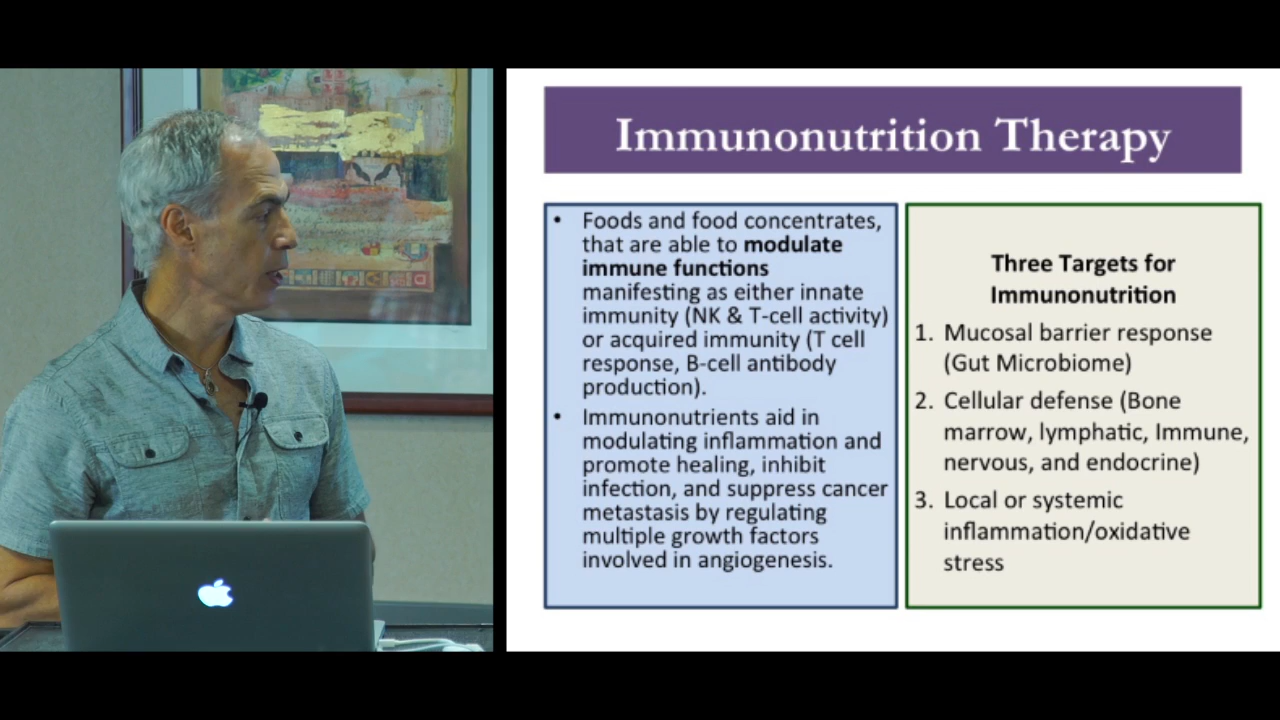 Immunonutrition Therapy
• Foods and food concentrates,
that are able to modulate
immune functions
manifesting as either innate
immunity (NK & T-cell activity)
or acquired immunity (T cell
response, B-cell antibody
production).
• Immunonutrients aid in
modulating inflammation and
promote healing, inhibit
infection, and suppress cancer
metastasis by regulating
multiple growth factors
involved in angiogenesis.
Three Targets for
Immunonutrition
1. Mucosal barrier response
(Gut Microbiome)
2. Cellular defense (Bone
marrow, lymphatic, Immune,
nervous, and endocrine)
3. Local or systemic
inflammation/oxidative
stress